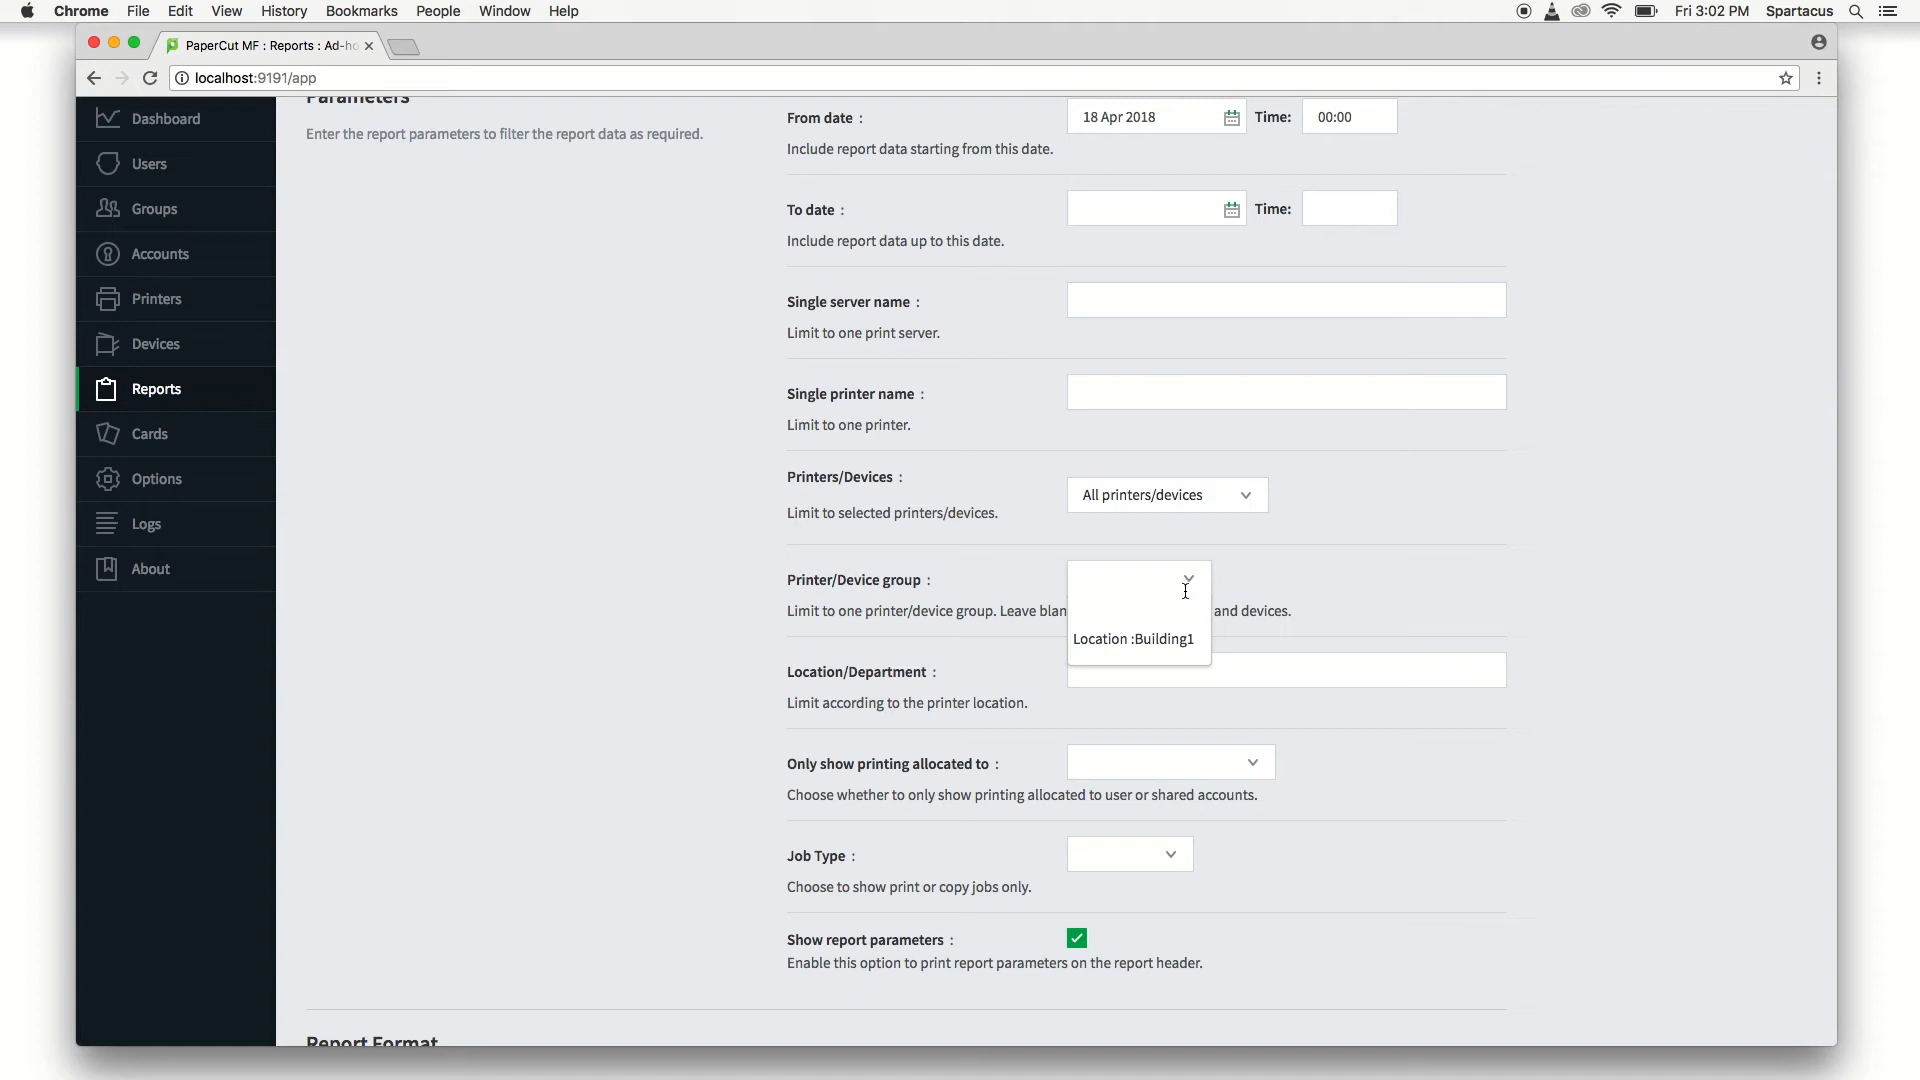 Chrome File Edit View History Bookmarks People Window Help Fri 3:02 PM Spartacus
PaperCut MF : Reports : Ad-ho
localhost:9191/app
Dashboard
Users
Groups
Accounts
Printers
Devices
Reports
Cards
Options
Logs
About
Parameters
Enter the report parameters to filter the report data as required.
From date : 18 Apr 2018 Time: 00:00
Include report data starting from this date.
To date : Time:
Include report data up to this date.
Single server name :
Limit to one print server.
Single printer name :
Limit to one printer.
Printers/Devices : All printers/devices
Limit to selected printers/devices.
Printer/Device group :
Limit to one printer/device group. Leave blan and devices.
Location :Building1
Location/Department :
Limit according to the printer location.
Only show printing allocated to :
Choose whether to only show printing allocated to user or shared accounts.
Job Type :
Choose to show print or copy jobs only.
Show report parameters :
Enable this option to print report parameters on the report header.
Report Format